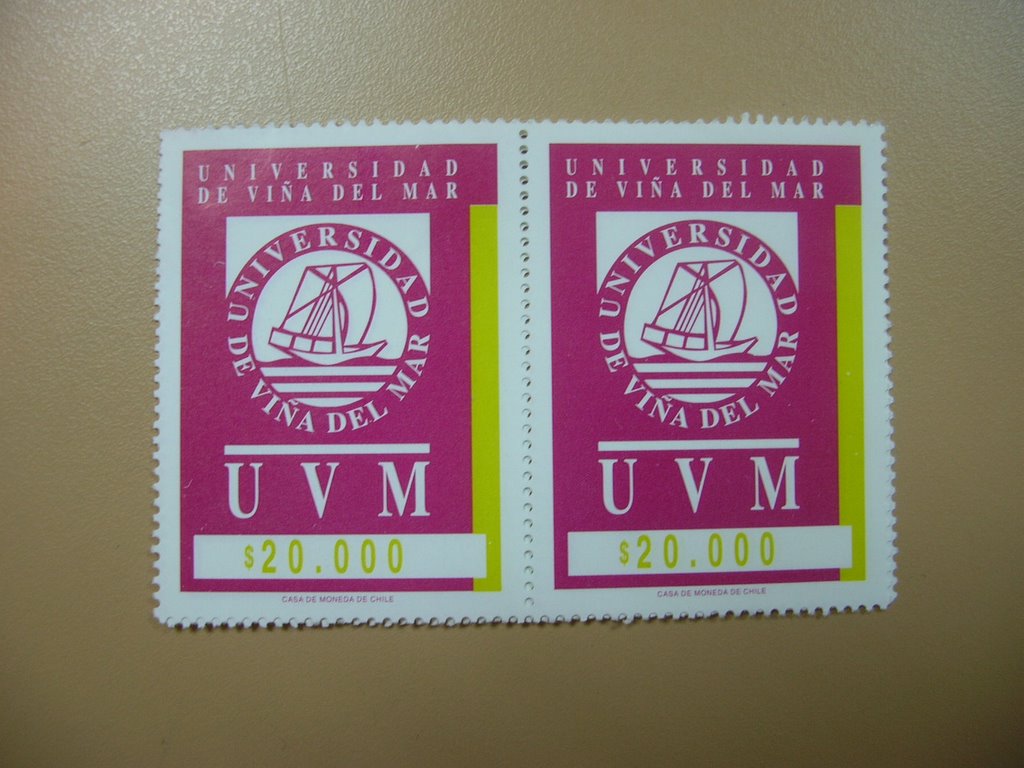 UNIVERSIDAD
DE VIÑA DEL MAR
UNIVERSIDAD
DE VIÑA DEL MAR
UVM
$20.000
CASA DE MONEDA DE CHILE
UNIVERSIDAD
DE VIÑA DEL MAR
UNIVERSIDAD
DE VIÑA DEL MAR
UVM
$20.000
CASA DE MONEDA DE CHILE